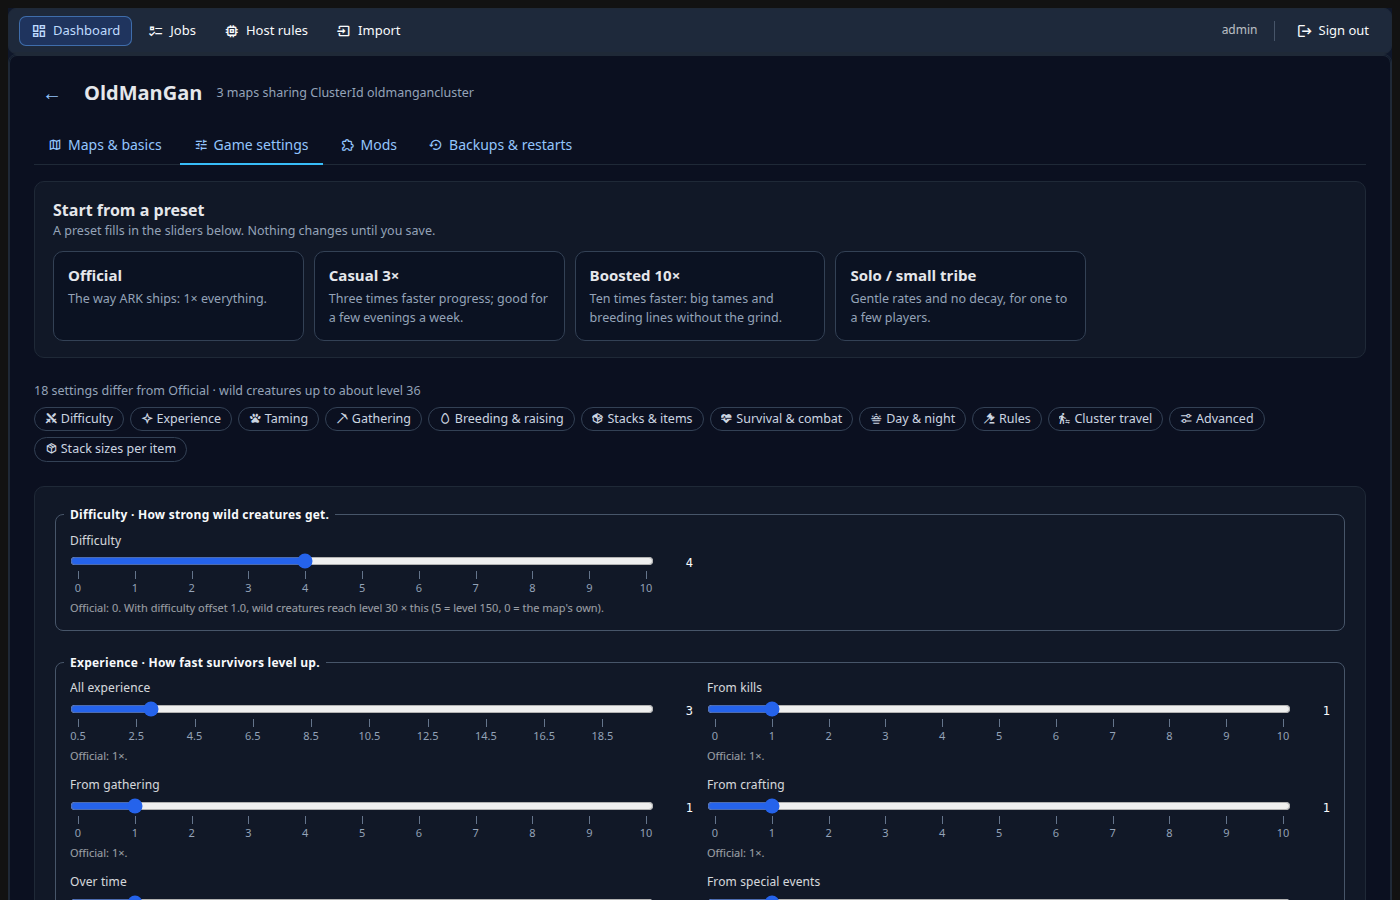 Dashboard Jobs Host rules Import admin Sign out
← OldManGan 3 maps sharing ClusterId oldmangancluster
Maps & basics Game settings Mods Backups & restarts
Start from a preset
A preset fills in the sliders below. Nothing changes until you save.
Official
The way ARK ships: 1× everything.
Casual 3×
Three times faster progress; good for
a few evenings a week.
Boosted 10×
Ten times faster: big tames and
breeding lines without the grind.
Solo / small tribe
Gentle rates and no decay, for one to
a few players.
18 settings differ from Official · wild creatures up to about level 36
Difficulty Experience Taming Gathering Breeding & raising Stacks & items Survival & combat Day & night Rules Cluster travel Advanced
Stack sizes per item
Difficulty · How strong wild creatures get.
Difficulty
4
0 1 2 3 4 5 6 7 8 9 10
Official: 0. With difficulty offset 1.0, wild creatures reach level 30 × this (5 = level 150, 0 = the map's own).
Experience · How fast survivors level up.
All experience
3
0.5 2.5 4.5 6.5 8.5 10.5 12.5 14.5 16.5 18.5
Official: 1×.
From kills
1
0 1 2 3 4 5 6 7 8 9 10
Official: 1×.
From gathering
1
0 1 2 3 4 5 6 7 8 9 10
Official: 1×.
From crafting
1
0 1 2 3 4 5 6 7 8 9 10
Official: 1×.
Over time
From special events